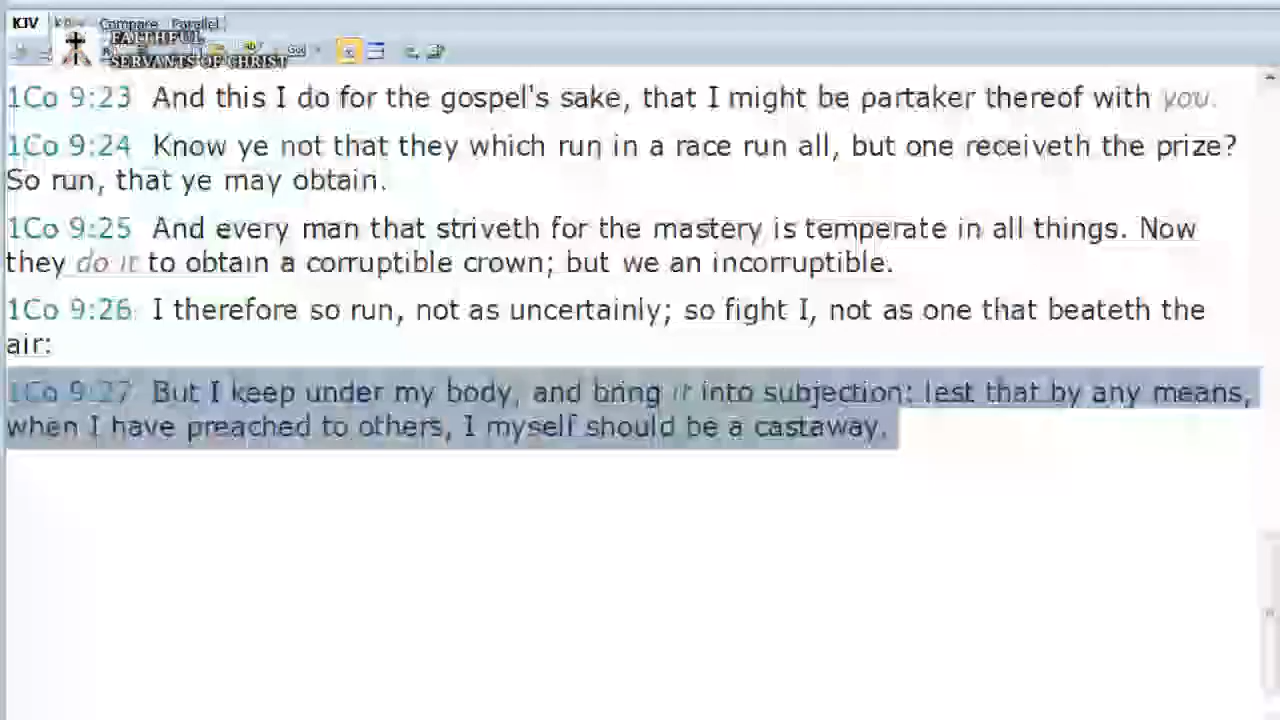 KJV Compare Parallel
FAITHFUL
SERVANTS OF CHRIST
1Co 9:23 And this I do for the gospel's sake, that I might be partaker thereof with you.
1Co 9:24 Know ye not that they which run in a race run all, but one receiveth the prize?
So run, that ye may obtain.
1Co 9:25 And every man that striveth for the mastery is temperate in all things. Now
they do it to obtain a corruptible crown; but we an incorruptible.
1Co 9:26 I therefore so run, not as uncertainly; so fight I, not as one that beateth the
air:
1Co 9:27 But I keep under my body, and bring it into subjection: lest that by any means,
when I have preached to others, I myself should be a castaway.